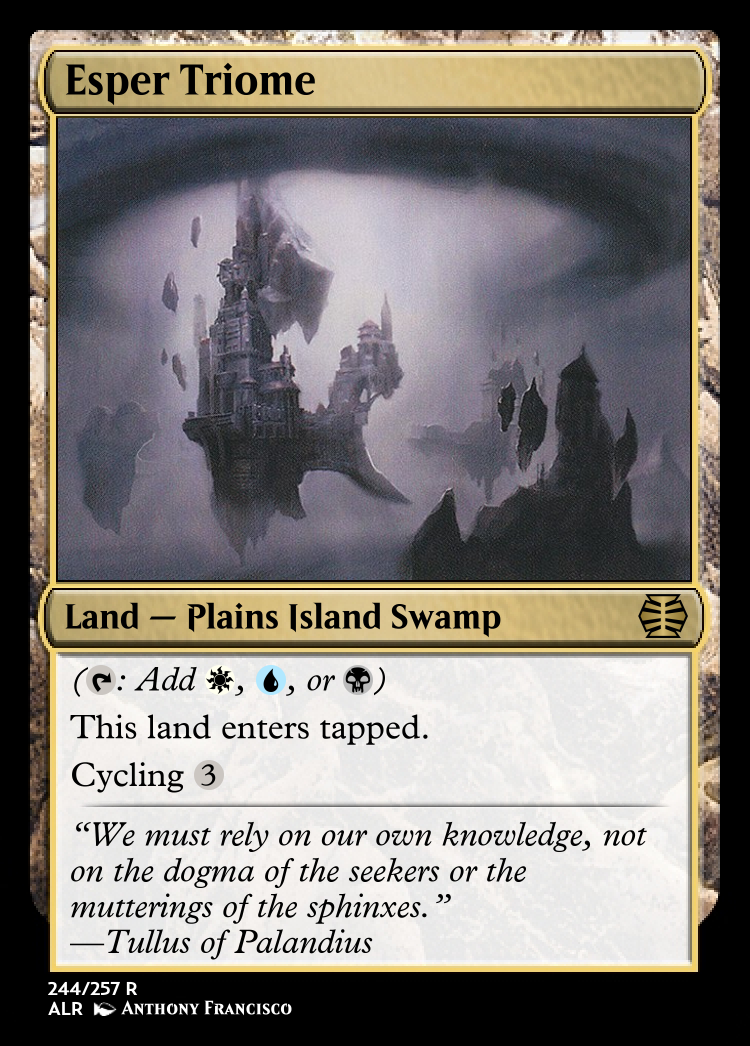 Esper Triome
Land — Plains Island Swamp
(: Add , , or )
This land enters tapped.
Cycling 3
“We must rely on our own knowledge, not
on the dogma of the seekers or the
mutterings of the sphinxes.”
—Tullus of Palandius
244/257 R
ALR Anthony Francisco